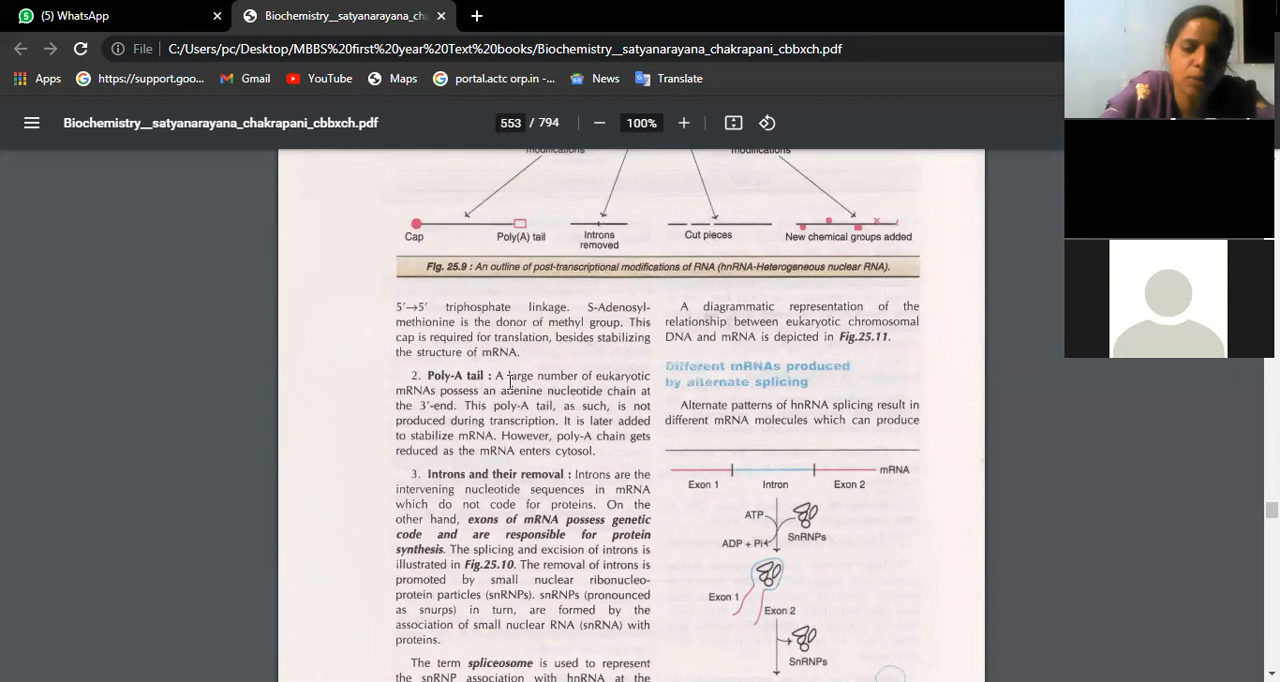 (5) WhatsApp
Biochemistry__satyanarayana_cha
File
C:/Users/pc/Desktop/MBBS%20first%20year%20Text%20books/Biochemistry__satyanarayana_chakrapani_cbbxch.pdf
Apps
https://support.goo...
Gmail
YouTube
Maps
portal.actc orp.in -...
News
Translate
Biochemistry__satyanarayana_chakrapani_cbbxch.pdf
553 / 794
100%
modifications
modifications
Cap
Poly(A) tail
Introns
removed
Cut pieces
New chemical groups added
Fig. 25.9 : An outline of post-transcriptional modifications of RNA (hnRNA-Heterogeneous nuclear RNA).
5'→5' triphosphate linkage. S-Adenosyl-
methionine is the donor of methyl group. This
cap is required for translation, besides stabilizing
the structure of mRNA.
2. Poly-A tail : A large number of eukaryotic
mRNAs possess an adenine nucleotide chain at
the 3'-end. This poly-A tail, as such, is not
produced during transcription. It is later added
to stabilize mRNA. However, poly-A chain gets
reduced as the mRNA enters cytosol.
3. Introns and their removal : Introns are the
intervening nucleotide sequences in mRNA
which do not code for proteins. On the
other hand, exons of mRNA possess genetic
code and are responsible for protein
synthesis. The splicing and excision of introns is
illustrated in Fig.25.10. The removal of introns is
promoted by small nuclear ribonucleo-
protein particles (snRNPs). snRNPs (pronounced
as snurps) in turn, are formed by the
association of small nuclear RNA (snRNA) with
proteins.
The term spliceosome is used to represent
the snRNP association with hnRNA at the
A diagrammatic representation of the
relationship between eukaryotic chromosomal
DNA and mRNA is depicted in Fig.25.11.
Different mRNAs produced
by alternate splicing
Alternate patterns of hnRNA splicing result in
different mRNA molecules which can produce
mRNA
Exon 1
Intron
Exon 2
ATP
SnRNPs
ADP + Pi
Exon 1
Exon 2
SnRNPs